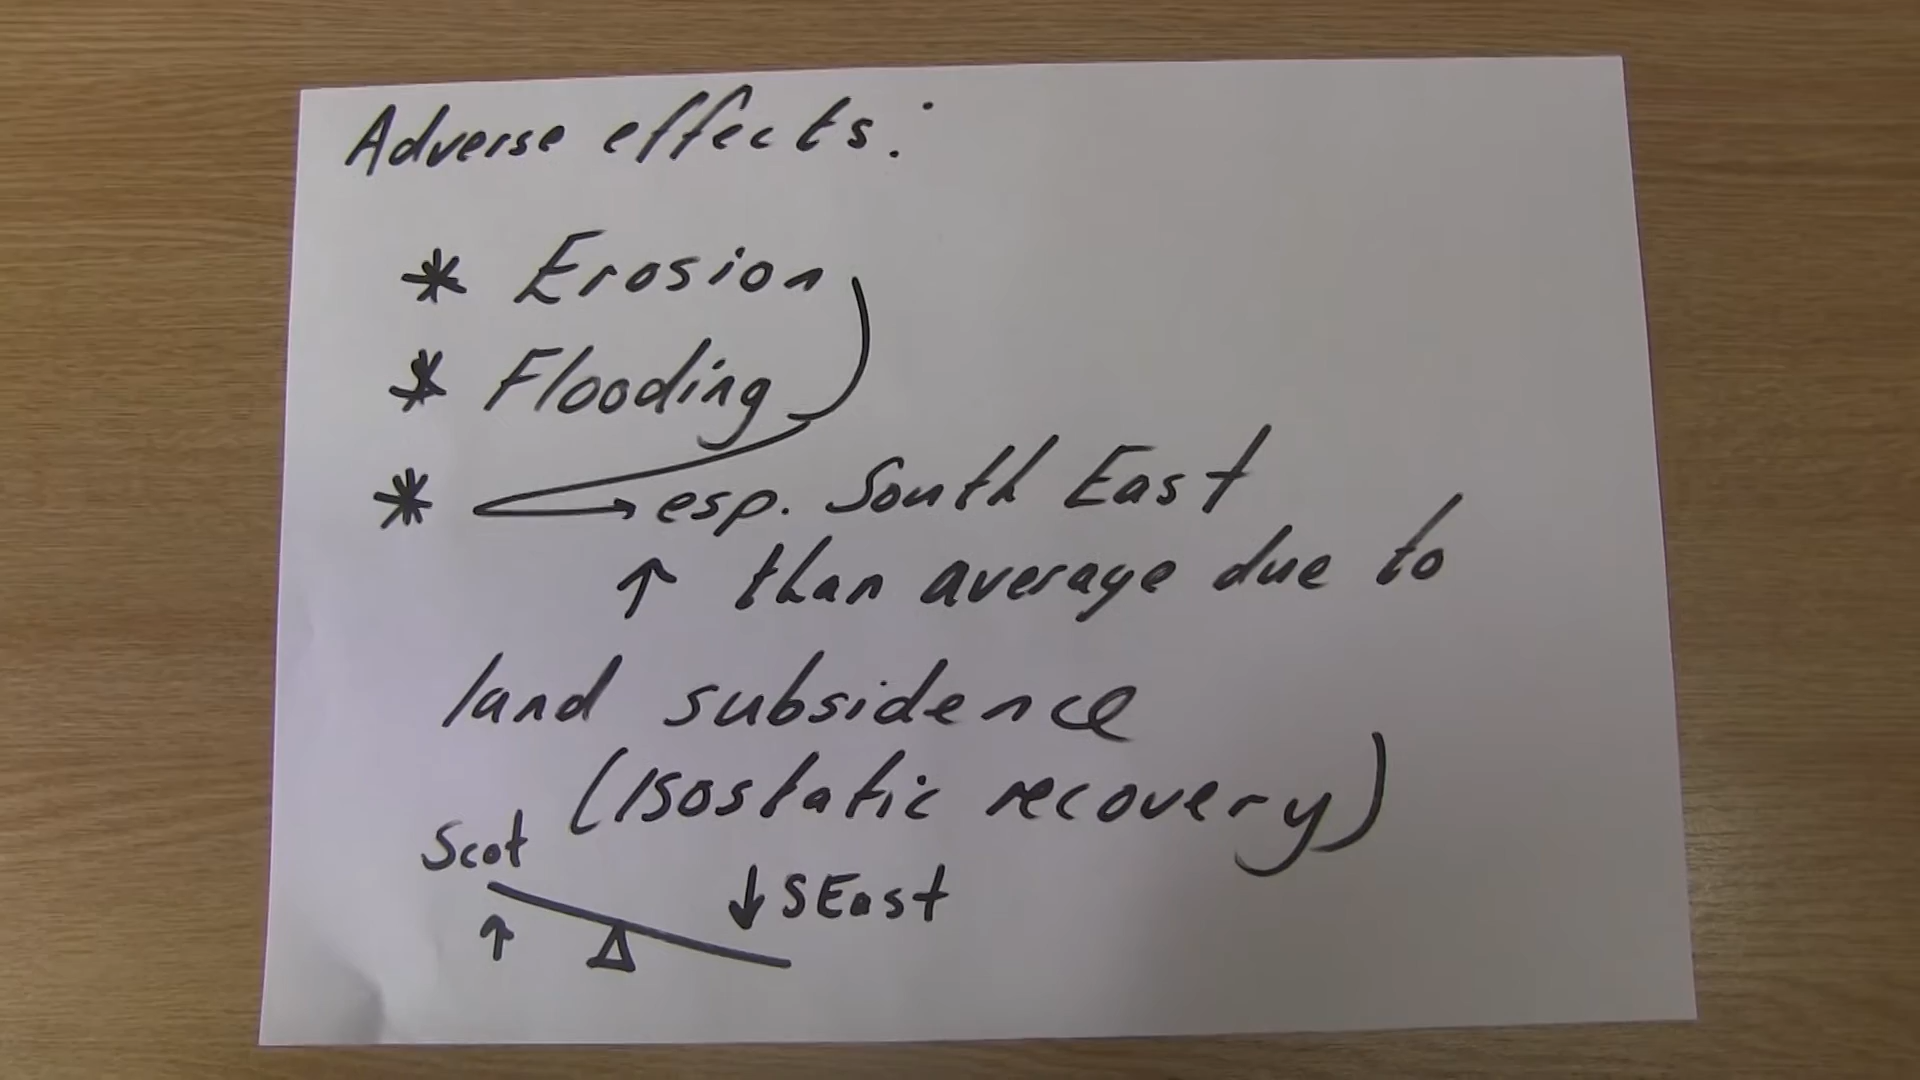 Adverse effects:
* Erosion
* Flooding
* → esp. South East
↑ than average due to
land subsidence
(Isostatic recovery)
Scot
↑
↓ SEast